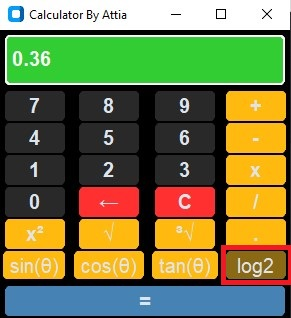 Calculator By Attia
0.36
7 8 9 +
4 5 6 -
1 2 3 x
0 ← C /
x² √ ³√ .
sin(θ) cos(θ) tan(θ) log2
=